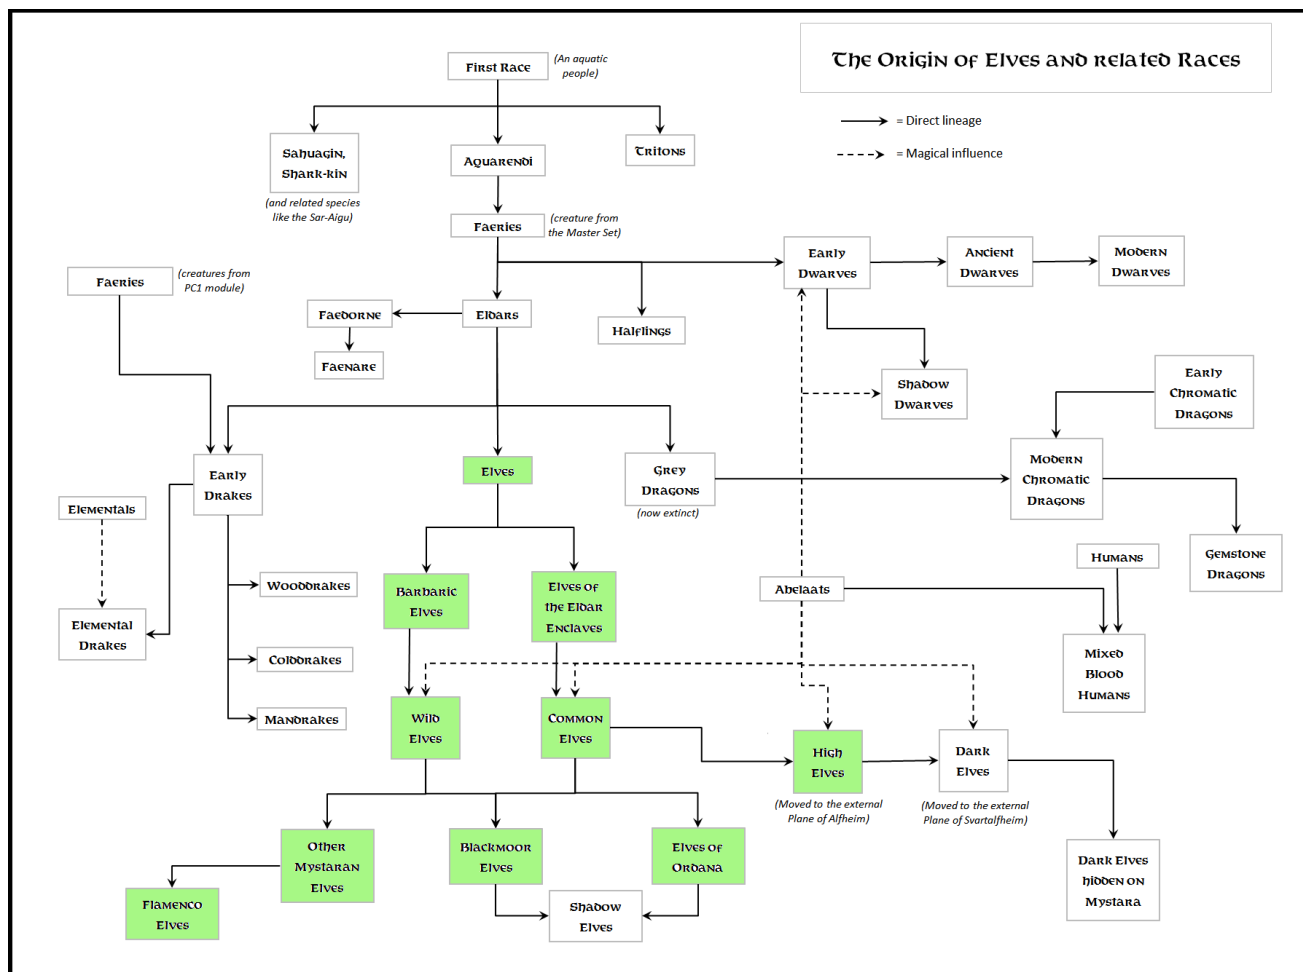 The Origin of Elves and related Races
= Direct lineage
= Magical influence
First Race
(An aquatic
people)
Sahuagin,
Shark-kin
(and related species
like the Sar-Aigu)
Aquarendi
Tritons
Faeries
(creature from
the Master Set)
Early
Dwarves
Ancient
Dwarves
Modern
Dwarves
Faeries
(creatures from
PC1 module)
Faedorne
Eldars
Halflings
Faenare
Shadow
Dwarves
Early
Chromatic
Dragons
Early
Drakes
Elves
Grey
Dragons
(now extinct)
Modern
Chromatic
Dragons
Elementals
Gemstone
Dragons
Humans
Wooddrakes
Barbaric
Elves
Elves of
the Eldar
Enclaves
Abelaats
Elemental
Drakes
Colddrakes
Mixed
Blood
Humans
Mandrakes
Wild
Elves
Common
Elves
High
Elves
(Moved to the external
Plane of Alfheim)
Dark
Elves
(Moved to the external
Plane of Svartalfheim)
Other
Mystaran
Elves
Blackmoor
Elves
Elves of
Ordana
Dark Elves
hidden on
Mystara
Flamenco
Elves
Shadow
Elves